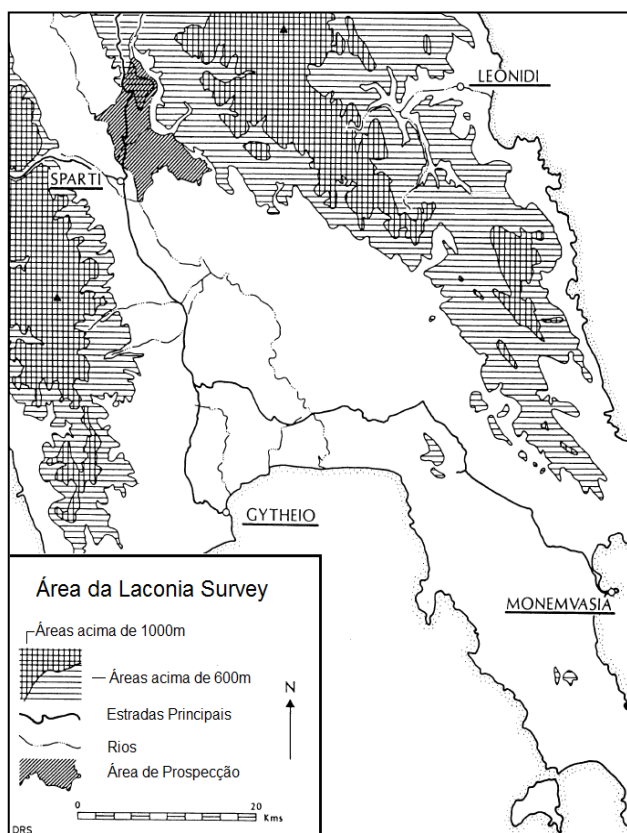 LEONIDI
SPARTI
GYTHEIO
MONEMVASIÁ
Área da Laconia Survey
Áreas acima de 1000m
Áreas acima de 600m
Estradas Principais
N
Rios
Área de Prospecção
0 20
Kms
DRS